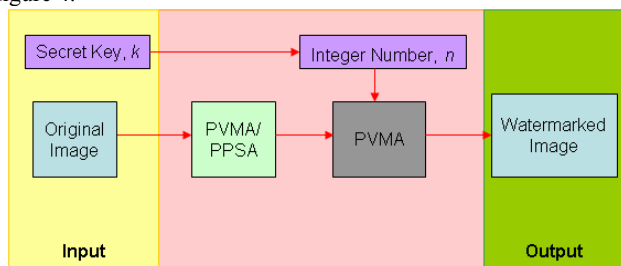 Secret Key, k
Integer Number, n
Original
Image
PVMA/
PPSA
PVMA
Watermarked
Image
Input
Output